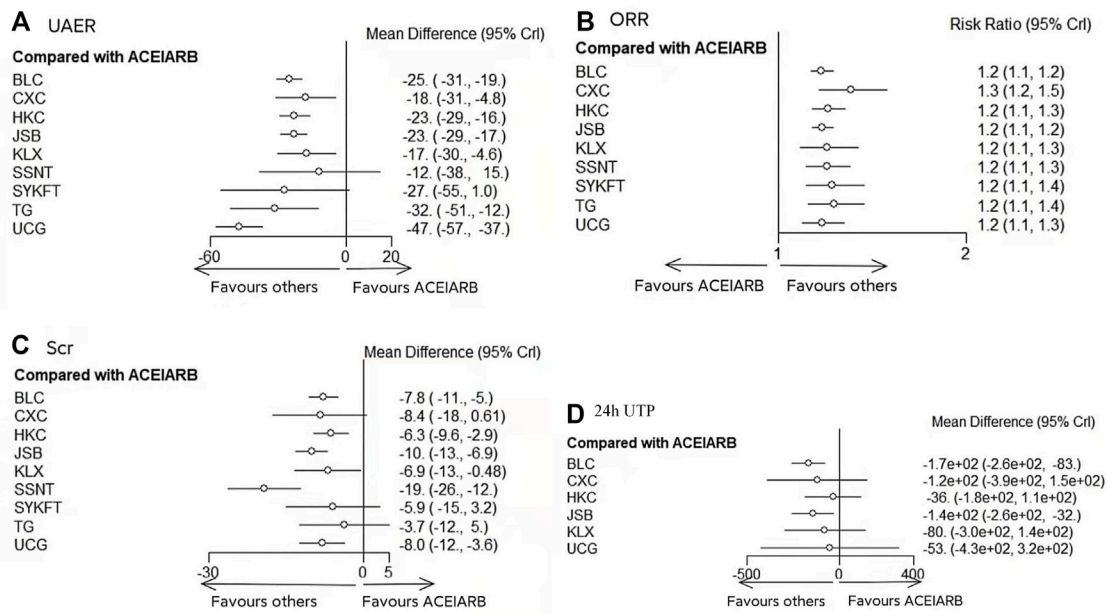 A UAER
Mean Difference (95% Crl)
Compared with ACEIARB
BLC -25. ( -31., -19.)
CXC -18. (-31., -4.8)
HKC -23. (-29., -16.)
JSB -23. (-29., -17.)
KLX -17. (-30., -4.6)
SSNT -12. (-38., 15.)
SYKFT -27. (-55., 1.0)
TG -32. ( -51., -12.)
UCG -47. (-57., -37.)
-60 0 20
Favours others Favours ACEIARB
B ORR
Risk Ratio (95% Crl)
Compared with ACEIARB
BLC 1.2 (1.1, 1.2)
CXC 1.3 (1.2, 1.5)
HKC 1.2 (1.1, 1.3)
JSB 1.2 (1.1, 1.2)
KLX 1.2 (1.1, 1.3)
SSNT 1.2 (1.1, 1.3)
SYKFT 1.2 (1.1, 1.4)
TG 1.2 (1.1, 1.4)
UCG 1.2 (1.1, 1.3)
1 2
Favours ACEIARB Favours others
C Scr
Mean Difference (95% Crl)
Compared with ACEIARB
BLC -7.8 ( -11., -5.)
CXC -8.4 ( -18, 0.61)
HKC -6.3 (-9.6, -2.9)
JSB -10. (-13., -6.9)
KLX -6.9 (-13., -0.48)
SSNT -19. (-26., -12.)
SYKFT -5.9 ( -15., 3.2)
TG -3.7 (-12., 5.)
UCG -8.0 (-12., -3.6)
-30 0 5
Favours others Favours ACEIARB
D 24h UTP
Mean Difference (95% Crl)
Compared with ACEIARB
BLC -1.7e+02 (-2.6e+02, -83.)
CXC -1.2e+02 (-3.9e+02, 1.5e+02)
HKC -36. (-1.8e+02, 1.1e+02)
JSB -1.4e+02 (-2.6e+02, -32.)
KLX -80. (-3.0e+02, 1.4e+02)
UCG -53. (-4.3e+02, 3.2e+02)
-500 0 400
Favours others Favours ACEIARB